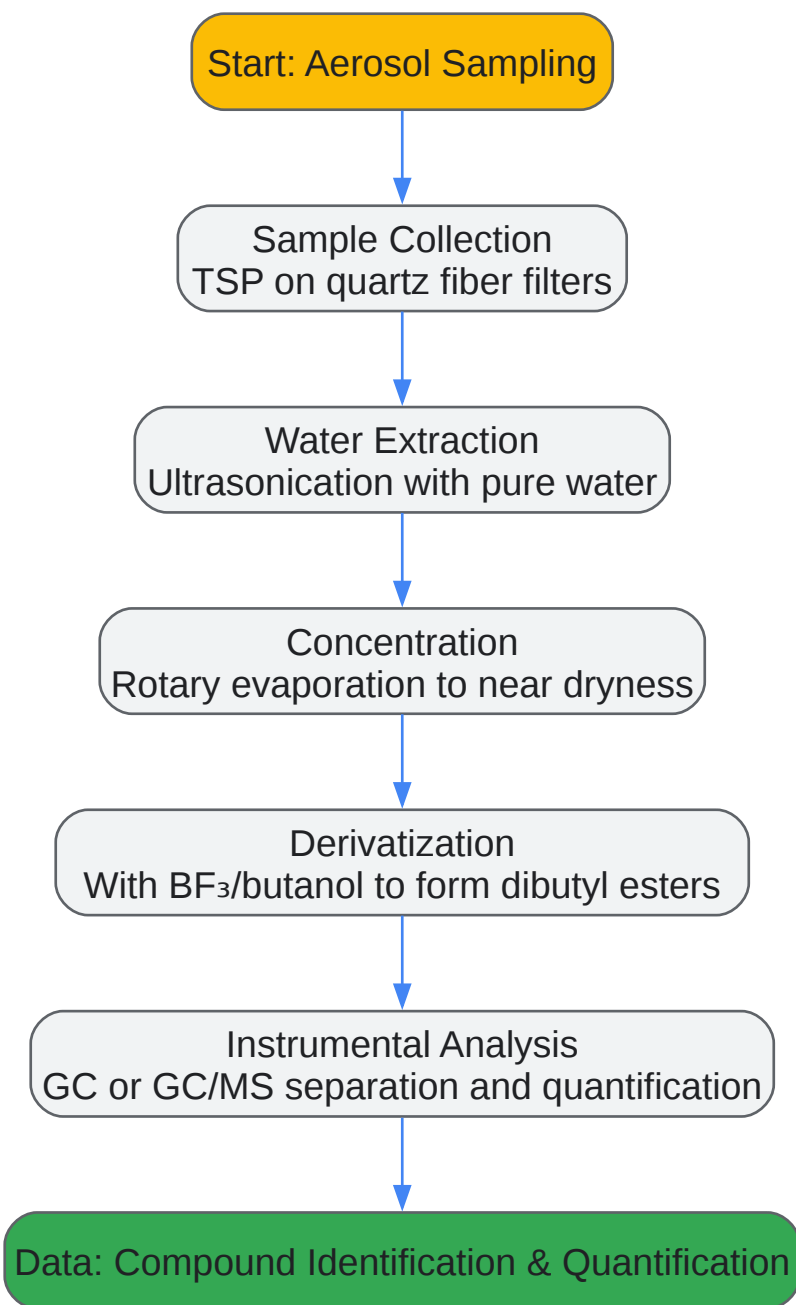 Start: Aerosol Sampling
Sample Collection
TSP on quartz fiber filters
Water Extraction
Ultrasonication with pure water
Concentration
Rotary evaporation to near dryness
Derivatization
With BF₃/butanol to form dibutyl esters
Instrumental Analysis
GC or GC/MS separation and quantification
Data: Compound Identification & Quantification